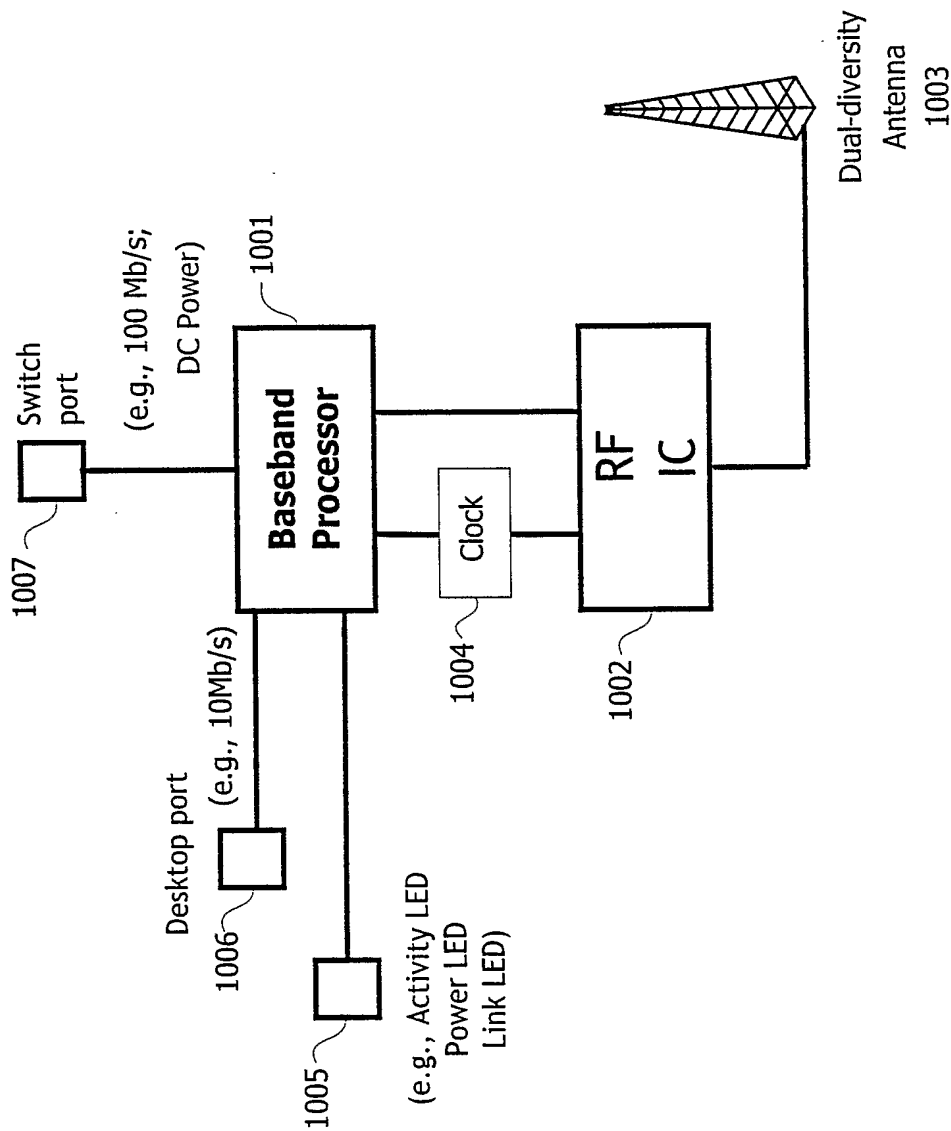 1007
Switch
port
(e.g., 100 Mb/s;
DC Power)
1001
Desktop port
1006
(e.g., 10Mb/s)
Baseband
Processor
1005
(e.g., Activity LED
Power LED
Link LED)
Clock
1004
RF
IC
1002
Dual-diversity
Antenna
1003